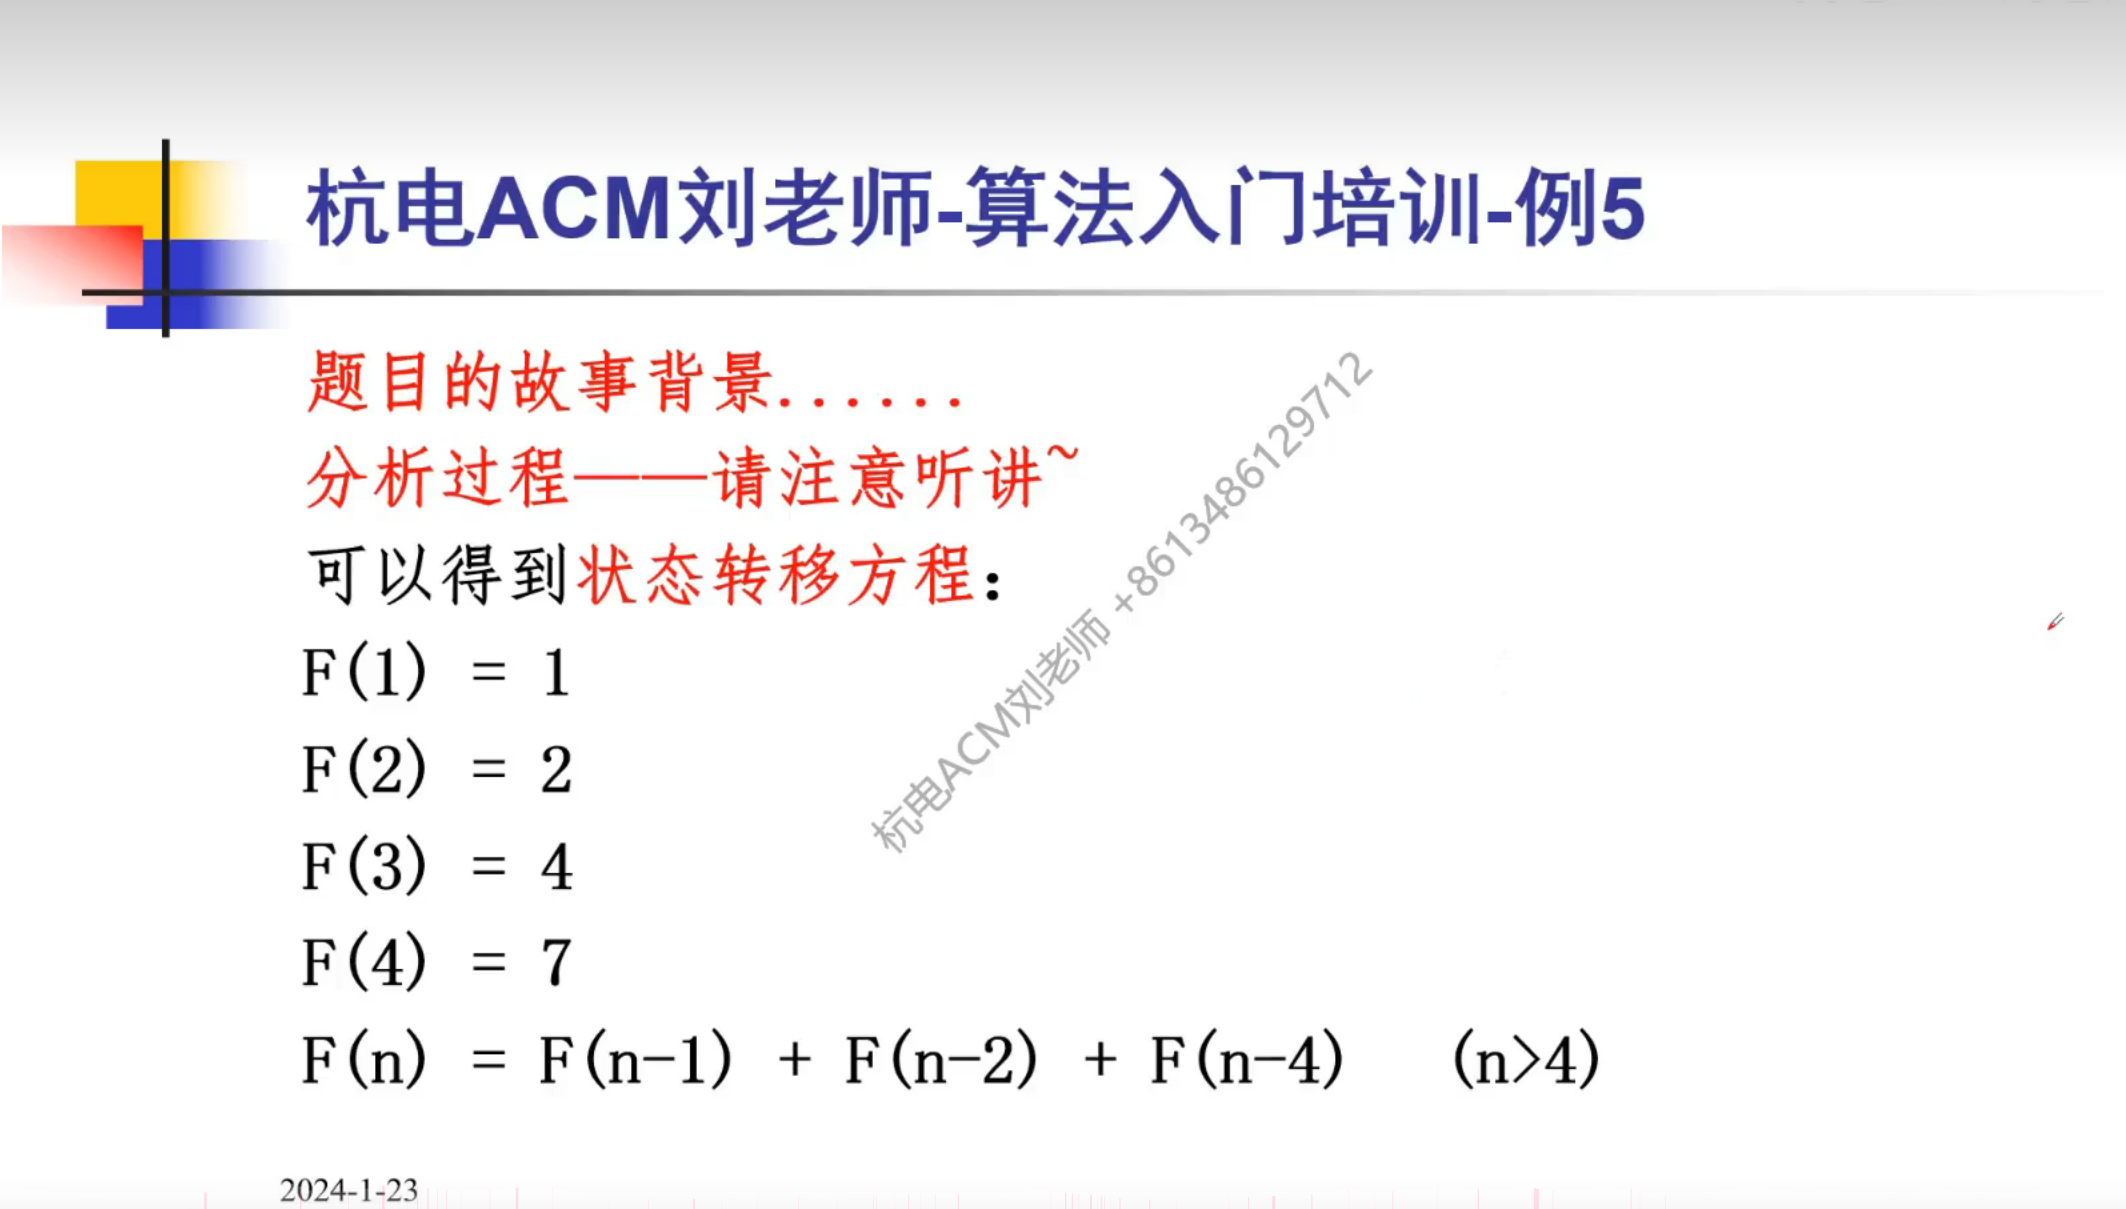 杭电ACM刘老师-算法入门培训-例5
题目的故事背景......
分析过程——请注意听讲~
可以得到状态转移方程：
F(1) = 1
F(2) = 2
F(3) = 4
F(4) = 7
F(n) = F(n-1) + F(n-2) + F(n-4) (n>4)
杭电ACM刘老师 +8613486129712
2024-1-23